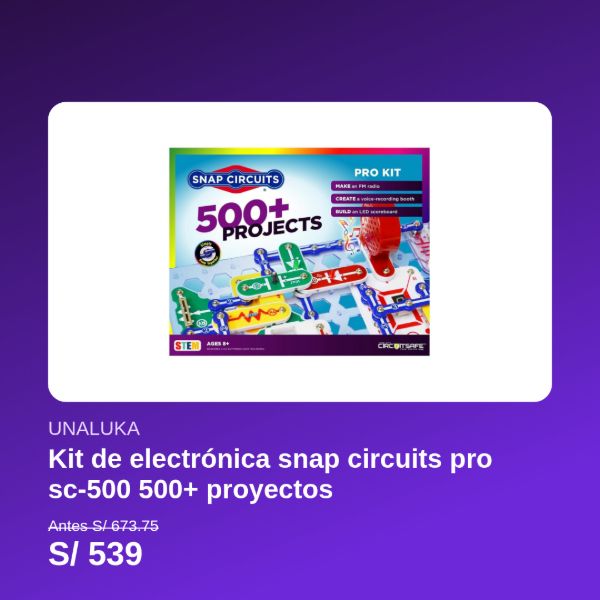 SNAP CIRCUITS
PRO KIT
MAKE an FM radio
CREATE a voice-recording booth
BUILD an LED scoreboard
500+
PROJECTS
STEM
AGES 8+
CIRCUITSAFE
UNALUKA
Kit de electrónica snap circuits pro
sc-500 500+ proyectos
Antes S/ 673.75
S/ 539